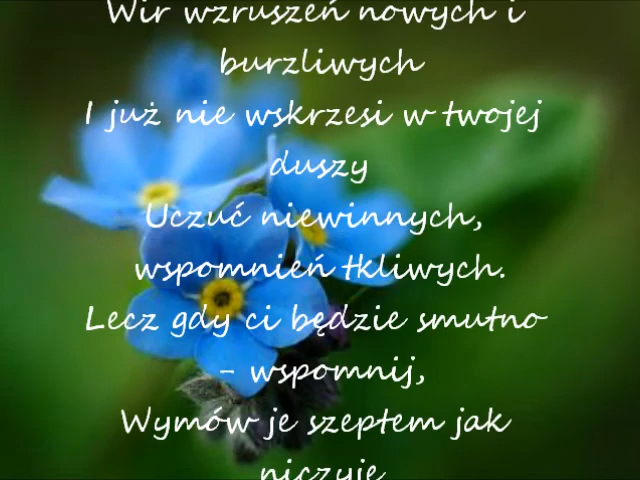 Wir wzruszeń nowych i
burzliwych
I już nie wskrzesi w twojej
duszy
Uczuć niewinnych,
wspomnień tkliwych.
Lecz gdy ci będzie smutno
- wspomnij,
Wymów je szeptem jak
niczyje